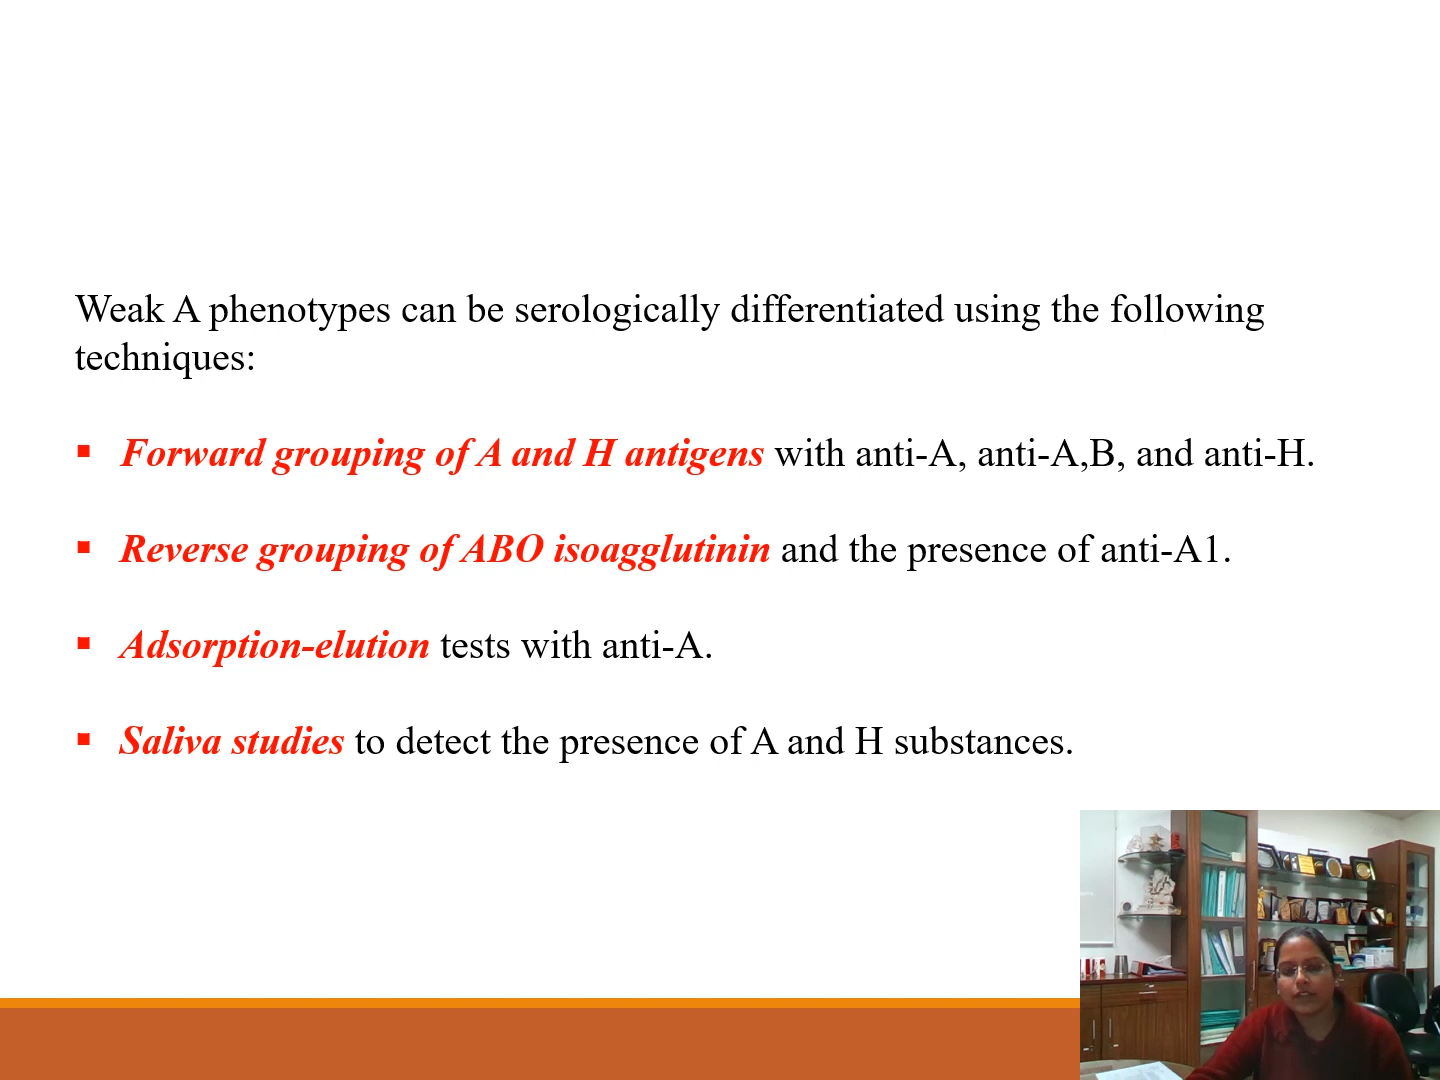 Weak A phenotypes can be serologically differentiated using the following
techniques:
▪ Forward grouping of A and H antigens with anti-A, anti-A,B, and anti-H.
▪ Reverse grouping of ABO isoagglutinin and the presence of anti-A1.
▪ Adsorption-elution tests with anti-A.
▪ Saliva studies to detect the presence of A and H substances.